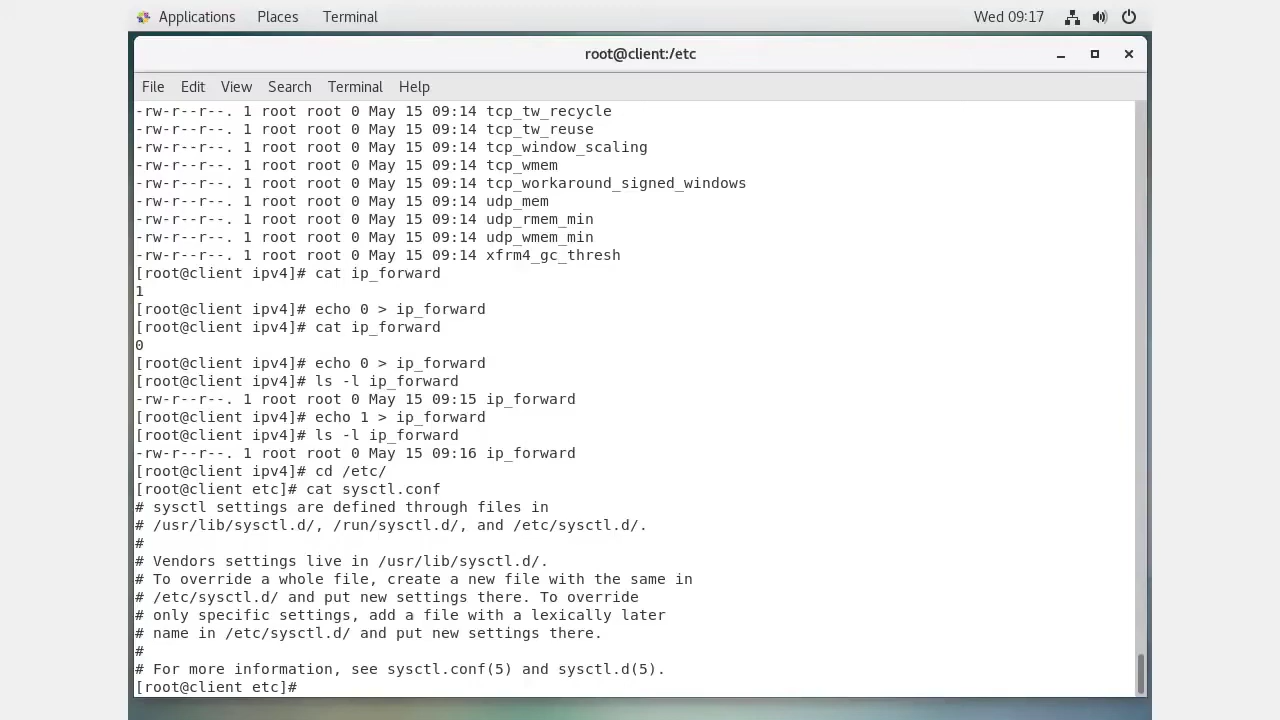 Applications Places Terminal Wed 09:17
root@client:/etc
File Edit View Search Terminal Help
-rw-r--r--. 1 root root 0 May 15 09:14 tcp_tw_recycle
-rw-r--r--. 1 root root 0 May 15 09:14 tcp_tw_reuse
-rw-r--r--. 1 root root 0 May 15 09:14 tcp_window_scaling
-rw-r--r--. 1 root root 0 May 15 09:14 tcp_wmem
-rw-r--r--. 1 root root 0 May 15 09:14 tcp_workaround_signed_windows
-rw-r--r--. 1 root root 0 May 15 09:14 udp_mem
-rw-r--r--. 1 root root 0 May 15 09:14 udp_rmem_min
-rw-r--r--. 1 root root 0 May 15 09:14 udp_wmem_min
-rw-r--r--. 1 root root 0 May 15 09:14 xfrm4_gc_thresh
[root@client ipv4]# cat ip_forward
1
[root@client ipv4]# echo 0 > ip_forward
[root@client ipv4]# cat ip_forward
0
[root@client ipv4]# echo 0 > ip_forward
[root@client ipv4]# ls -l ip_forward
-rw-r--r--. 1 root root 0 May 15 09:15 ip_forward
[root@client ipv4]# echo 1 > ip_forward
[root@client ipv4]# ls -l ip_forward
-rw-r--r--. 1 root root 0 May 15 09:16 ip_forward
[root@client ipv4]# cd /etc/
[root@client etc]# cat sysctl.conf
# sysctl settings are defined through files in
# /usr/lib/sysctl.d/, /run/sysctl.d/, and /etc/sysctl.d/.
#
# Vendors settings live in /usr/lib/sysctl.d/.
# To override a whole file, create a new file with the same in
# /etc/sysctl.d/ and put new settings there. To override
# only specific settings, add a file with a lexically later
# name in /etc/sysctl.d/ and put new settings there.
#
# For more information, see sysctl.conf(5) and sysctl.d(5).
[root@client etc]#